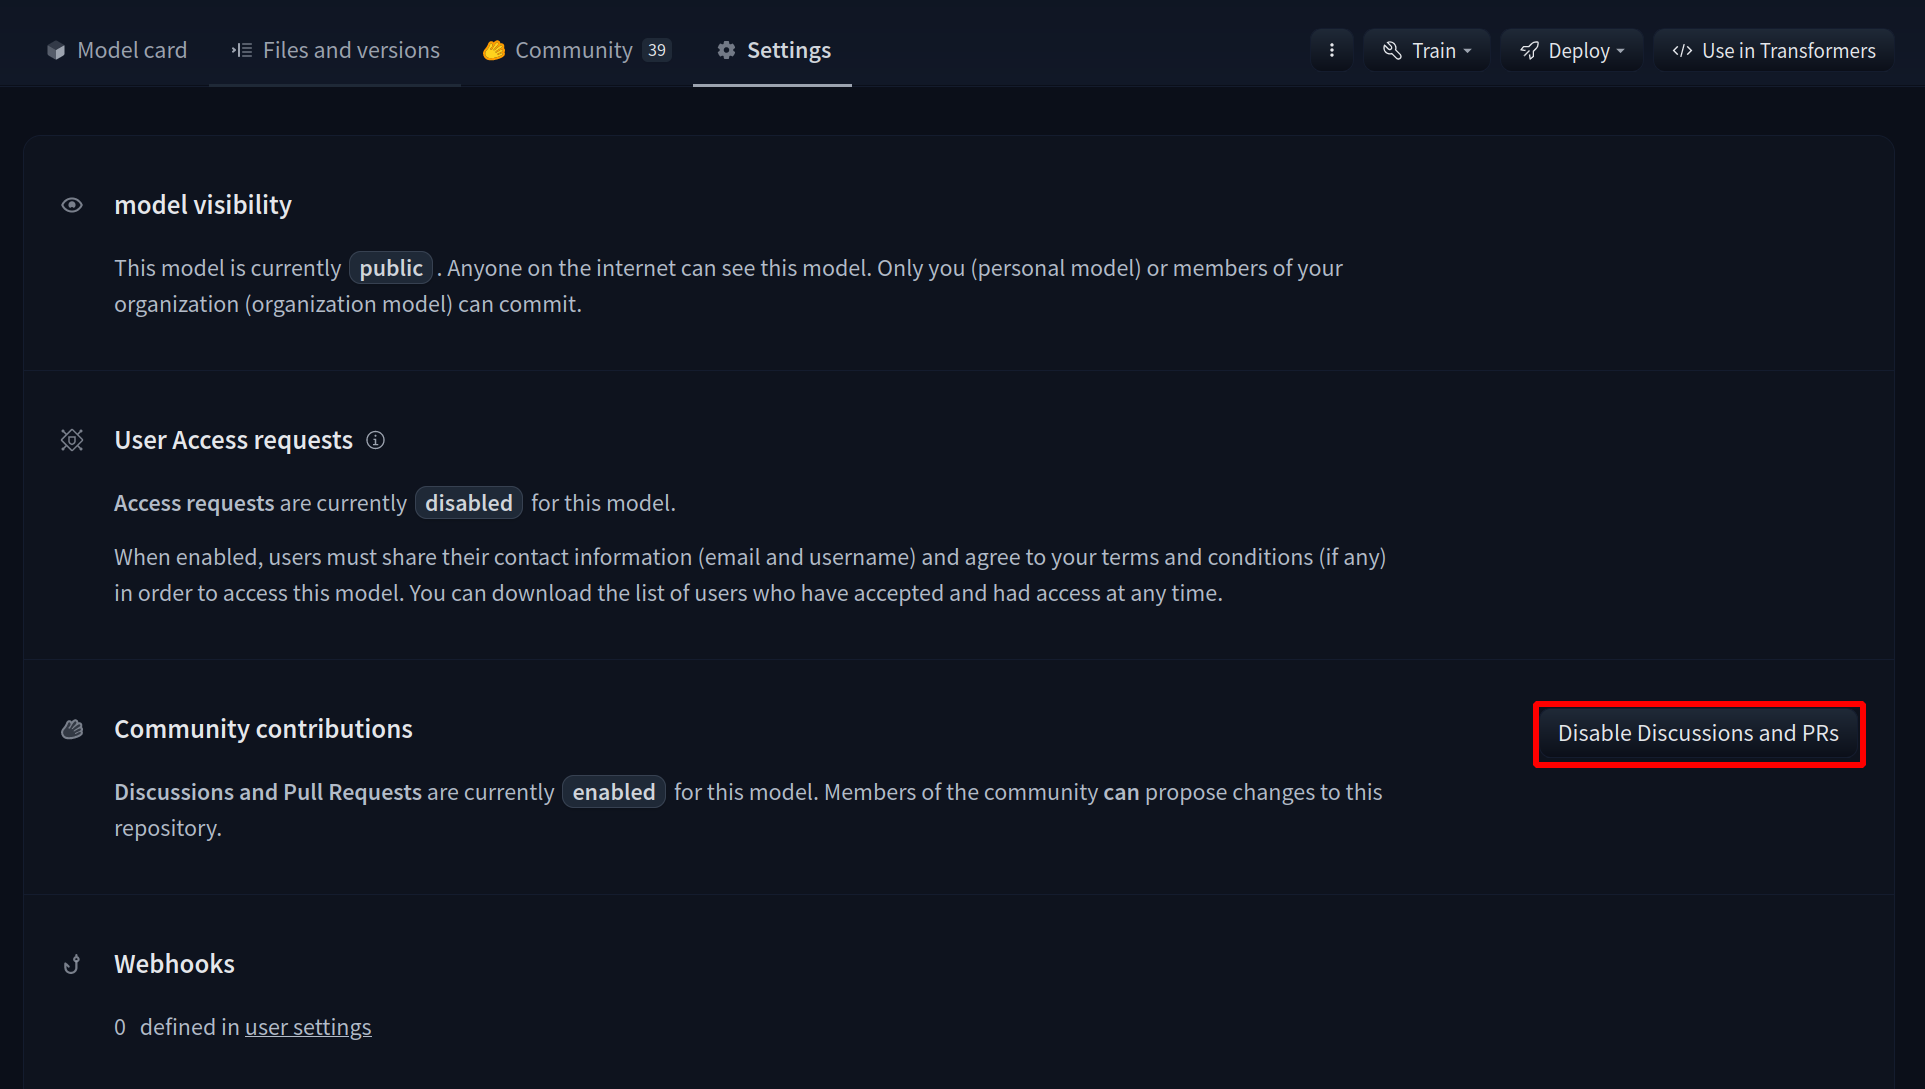 Model card Files and versions Community 39 Settings Train Deploy Use in Transformers
model visibility
This model is currently public . Anyone on the internet can see this model. Only you (personal model) or members of your
organization (organization model) can commit.
User Access requests
Access requests are currently disabled for this model.
When enabled, users must share their contact information (email and username) and agree to your terms and conditions (if any)
in order to access this model. You can download the list of users who have accepted and had access at any time.
Community contributions
Disable Discussions and PRs
Discussions and Pull Requests are currently enabled for this model. Members of the community can propose changes to this
repository.
Webhooks
0 defined in user settings